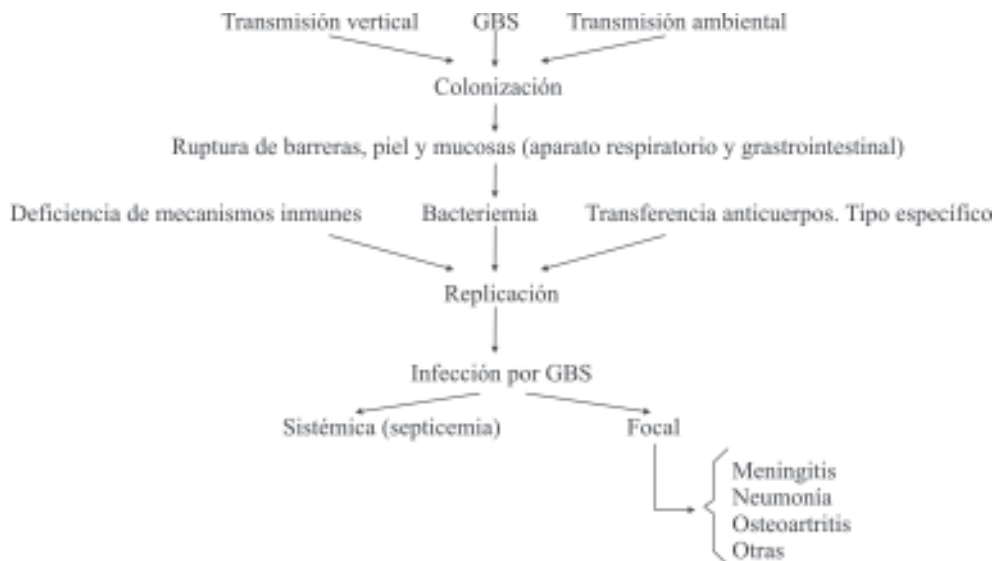 Transmisión vertical GBS Transmisión ambiental
Colonización
Ruptura de barreras, piel y mucosas (aparato respiratorio y grastrointestinal)
Deficiencia de mecanismos inmunes Bacteriemia Transferencia anticuerpos. Tipo específico
Replicación
Infección por GBS
Sistémica (septicemia) Focal
Meningitis
Neumonía
Osteoartritis
Otras